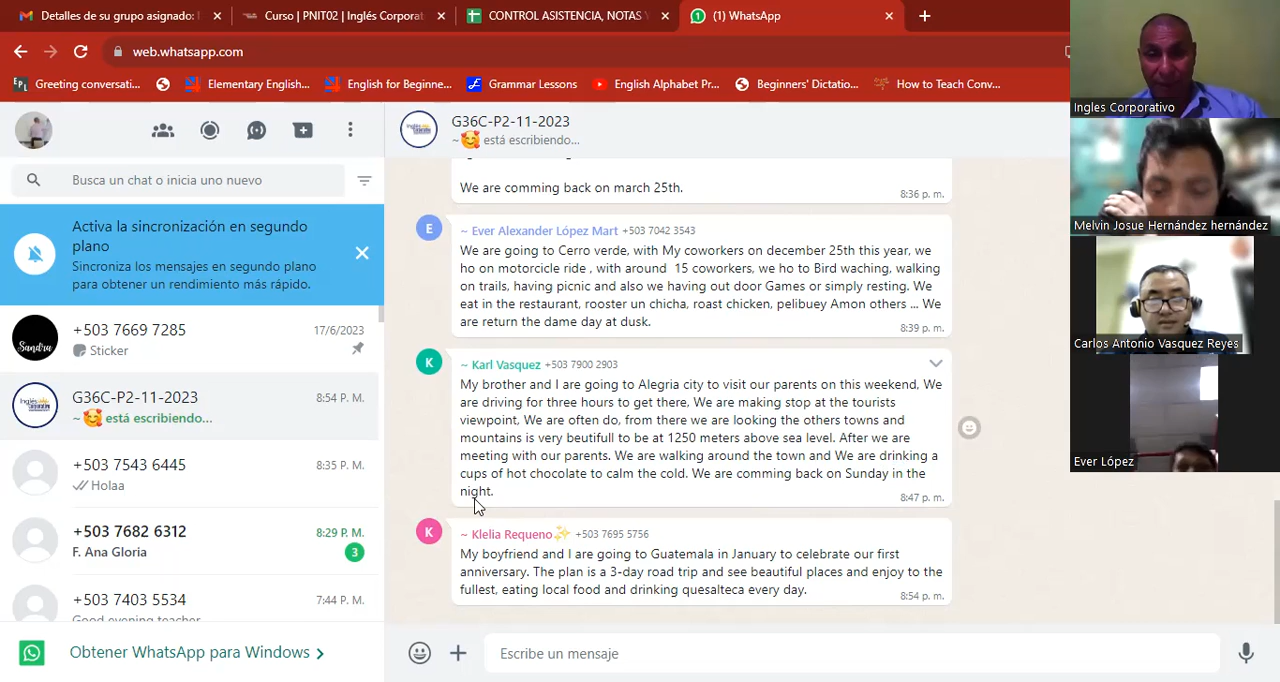 Detalles de su grupo asignado: 
Curso | PNIT02 | Inglés Corporat
CONTROL ASISTENCIA, NOTAS
(1) WhatsApp
web.whatsapp.com
Greeting conversati...
Elementary English...
English for Beginne...
Grammar Lessons
English Alphabet Pr...
Beginners' Dictatio...
How to Teach Conv...
Busca un chat o inicia uno nuevo
Activa la sincronización en segundo
plano
Sincroniza los mensajes en segundo plano
para obtener un rendimiento más rápido.
+503 7669 7285
17/6/2023
Sandra
Sticker
G36C-P2-11-2023
8:54 P. M.
~🥰 está escribiendo...
+503 7543 6445
8:35 P. M.
Holaa
+503 7682 6312
8:29 P. M.
F. Ana Gloria
3
+503 7403 5534
7:44 P. M.
Good evening teacher
Obtener WhatsApp para Windows
G36C-P2-11-2023
~🥰 está escribiendo...
We are comming back on march 25th.
8:36 p. m.
E
~ Ever Alexander López Mart +503 7042 3543
We are going to Cerro verde, with My coworkers on december 25th this year, we
ho on motorcicle ride , with around 15 coworkers, we ho to Bird waching, walking
on trails, having picnic and also we having out door Games or simply resting. We
eat in the restaurant, rooster un chicha, roast chicken, pelibuey Amon others ... We
are return the dame day at dusk.
8:39 p. m.
K
~ Karl Vasquez +503 7900 2903
My brother and I are going to Alegria city to visit our parents on this weekend, We
are driving for three hours to get there, We are making stop at the tourists
viewpoint, We are often do, from there we are looking the others towns and
mountains is very beutifull to be at 1250 meters above sea level. After we are
meeting with our parents. We are walking around the town and We are drinking a
cups of hot chocolate to calm the cold. We are comming back on Sunday in the
night.
8:47 p. m.
K
~ Klelia Requeno✨ +503 7695 5756
My boyfriend and I are going to Guatemala in January to celebrate our first
anniversary. The plan is a 3-day road trip and see beautiful places and enjoy to the
fullest, eating local food and drinking quesalteca every day.
8:54 p. m.
Escribe un mensaje
Ingles Corporativo
Melvin Josue Hernández hernández
Carlos Antonio Vasquez Reyes
Ever López